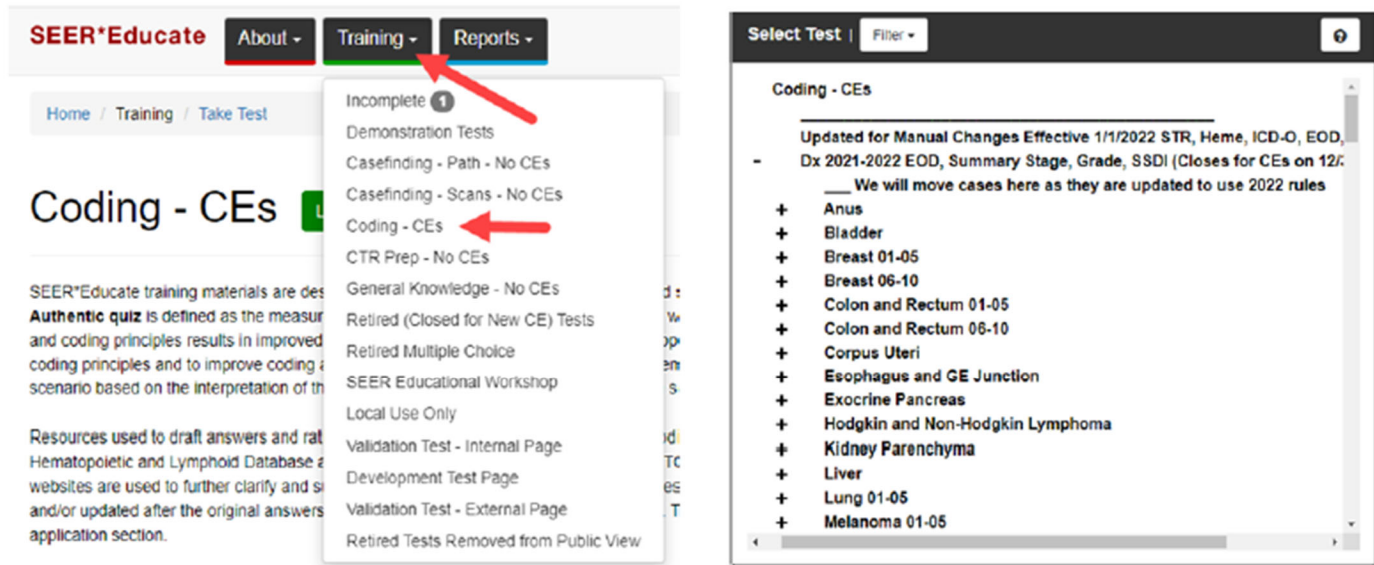 SEER*Educate
About
Training
Reports
Home / Training / Take Test
Incomplete 1
Demonstration Tests
Casefinding - Path - No CEs
Casefinding - Scans - No CEs
Coding - CEs
CTR Prep - No CEs
General Knowledge - No CEs
Retired (Closed for New CE) Tests
Retired Multiple Choice
SEER Educational Workshop
Local Use Only
Validation Test - Internal Page
Development Test Page
Validation Test - External Page
Retired Tests Removed from Public View
Coding - CEs
SEER*Educate training materials are des
Authentic quiz is defined as the measur
and coding principles results in improved
coding principles and to improve coding a
scenario based on the interpretation of th
Resources used to draft answers and rat
Hematopoietic and Lymphoid Database a
websites are used to further clarify and s
and/or updated after the original answers
application section.
Select Test | Filter
Coding - CEs
Updated for Manual Changes Effective 1/1/2022 STR, Heme, ICD-O, EOD,
- Dx 2021-2022 EOD, Summary Stage, Grade, SSDI (Closes for CEs on 12/
___ We will move cases here as they are updated to use 2022 rules
+ Anus
+ Bladder
+ Breast 01-05
+ Breast 06-10
+ Colon and Rectum 01-05
+ Colon and Rectum 06-10
+ Corpus Uteri
+ Esophagus and GE Junction
+ Exocrine Pancreas
+ Hodgkin and Non-Hodgkin Lymphoma
+ Kidney Parenchyma
+ Liver
+ Lung 01-05
+ Melanoma 01-05